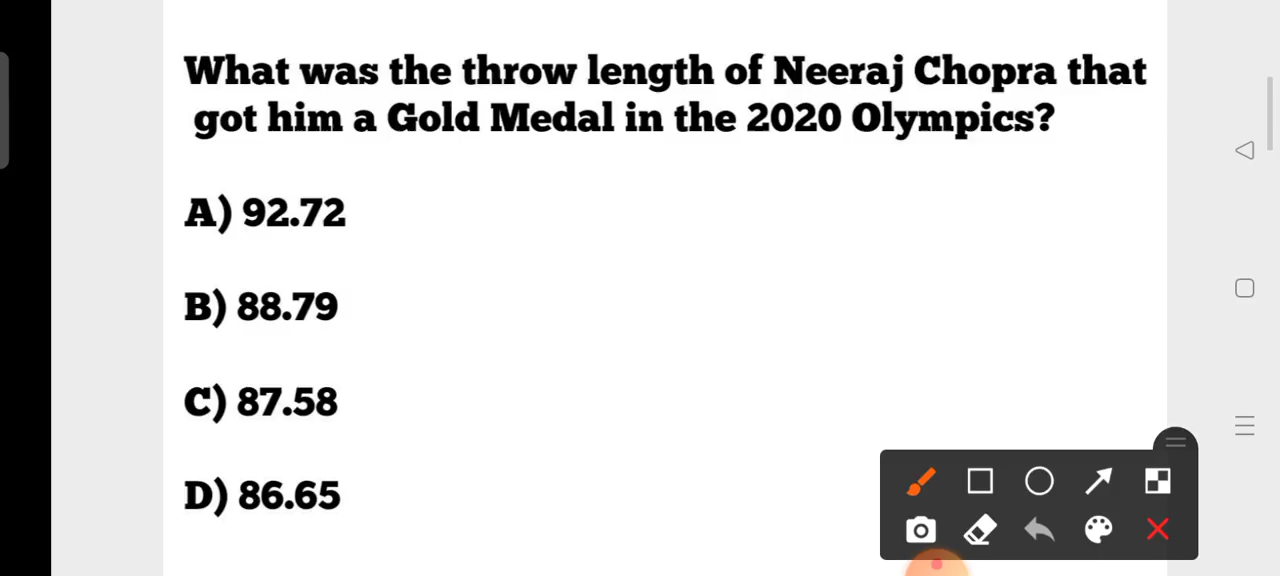 What was the throw length of Neeraj Chopra that
got him a Gold Medal in the 2020 Olympics?
A) 92.72
B) 88.79
C) 87.58
D) 86.65